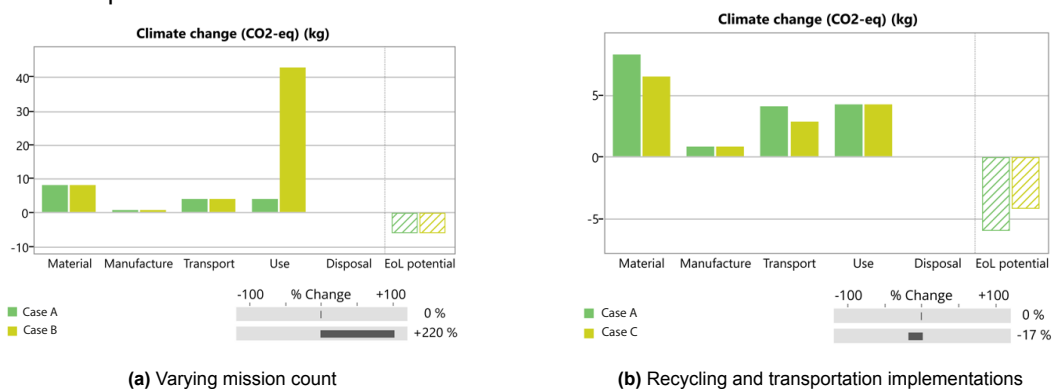 Climate change (CO2-eq) (kg)
40
30
20
10
0
-10
Material Manufacture Transport Use Disposal EoL potential
-100 % Change +100
Case A 0 %
Case B +220 %
(a) Varying mission count
Climate change (CO2-eq) (kg)
5
0
-5
Material Manufacture Transport Use Disposal EoL potential
-100 % Change +100
Case A 0 %
Case C -17 %
(b) Recycling and transportation implementations